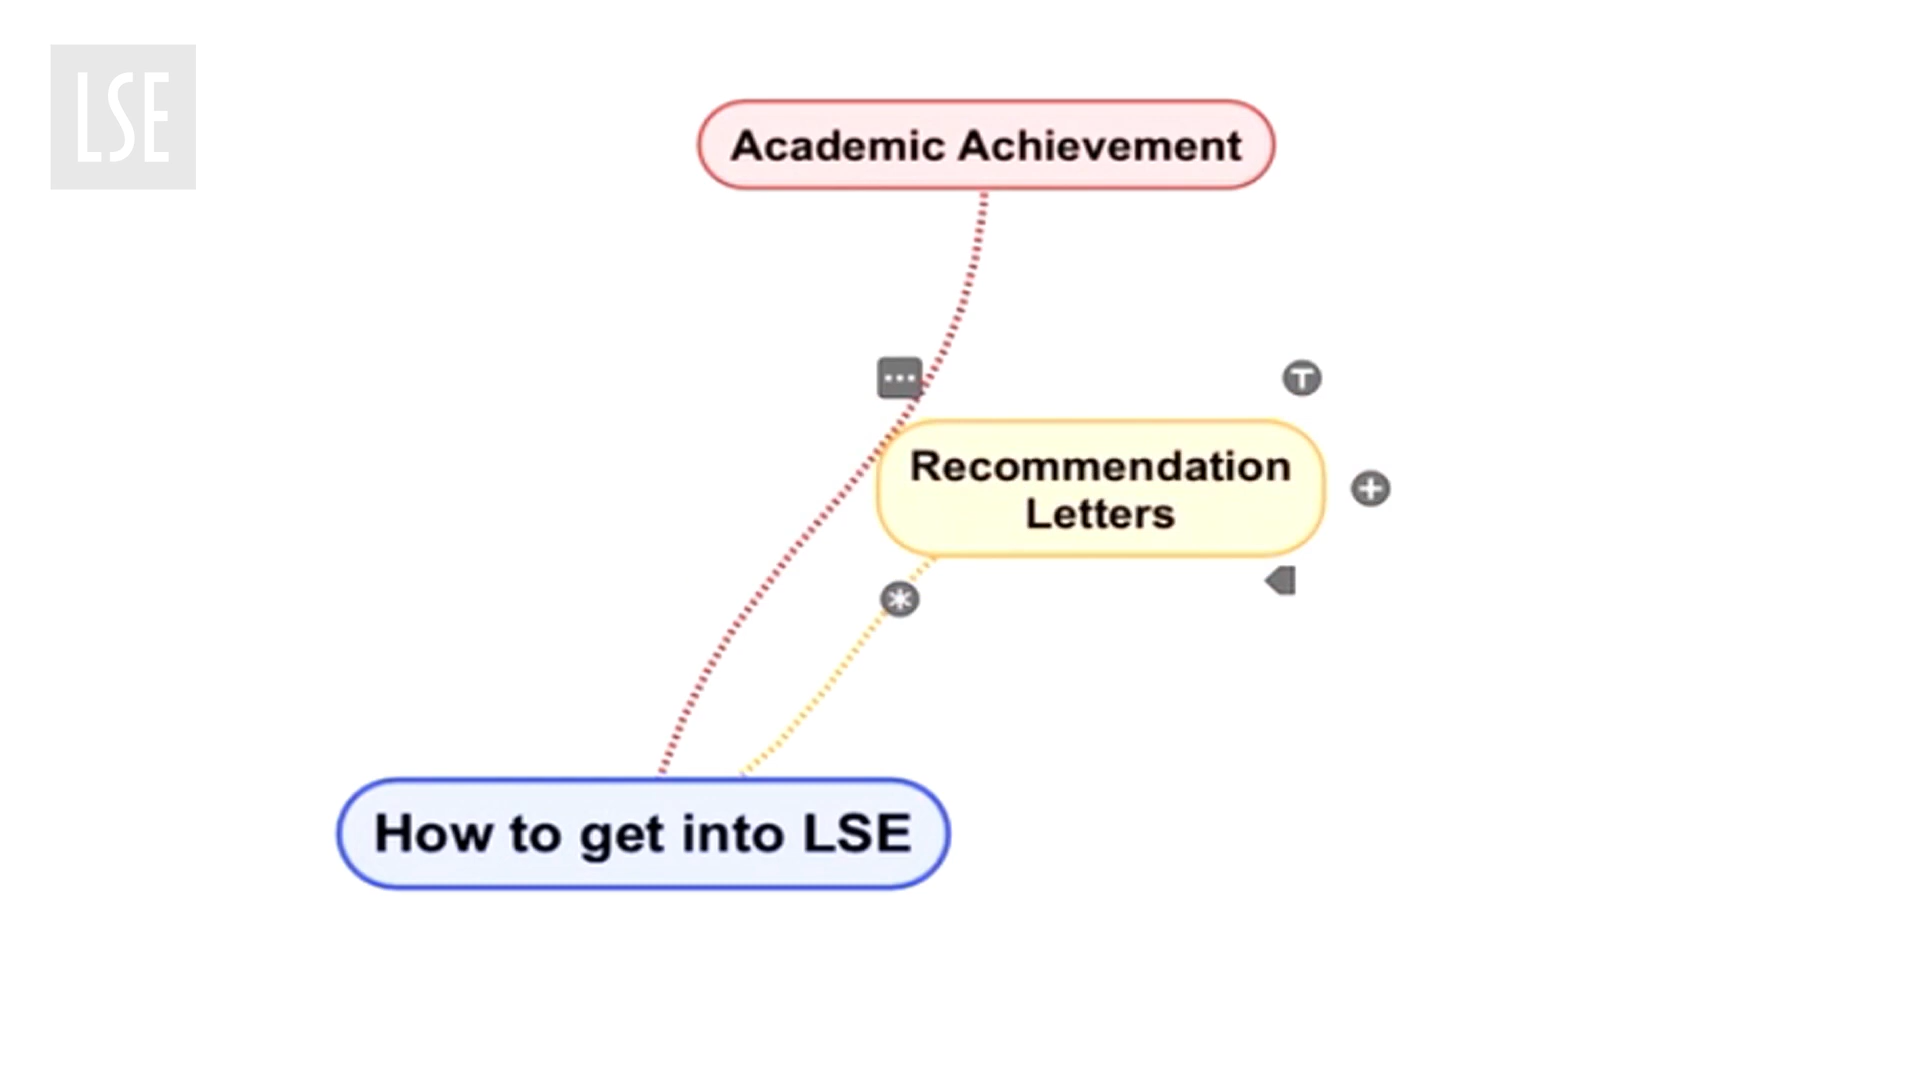 LSE
Academic Achievement
Recommendation
Letters
How to get into LSE